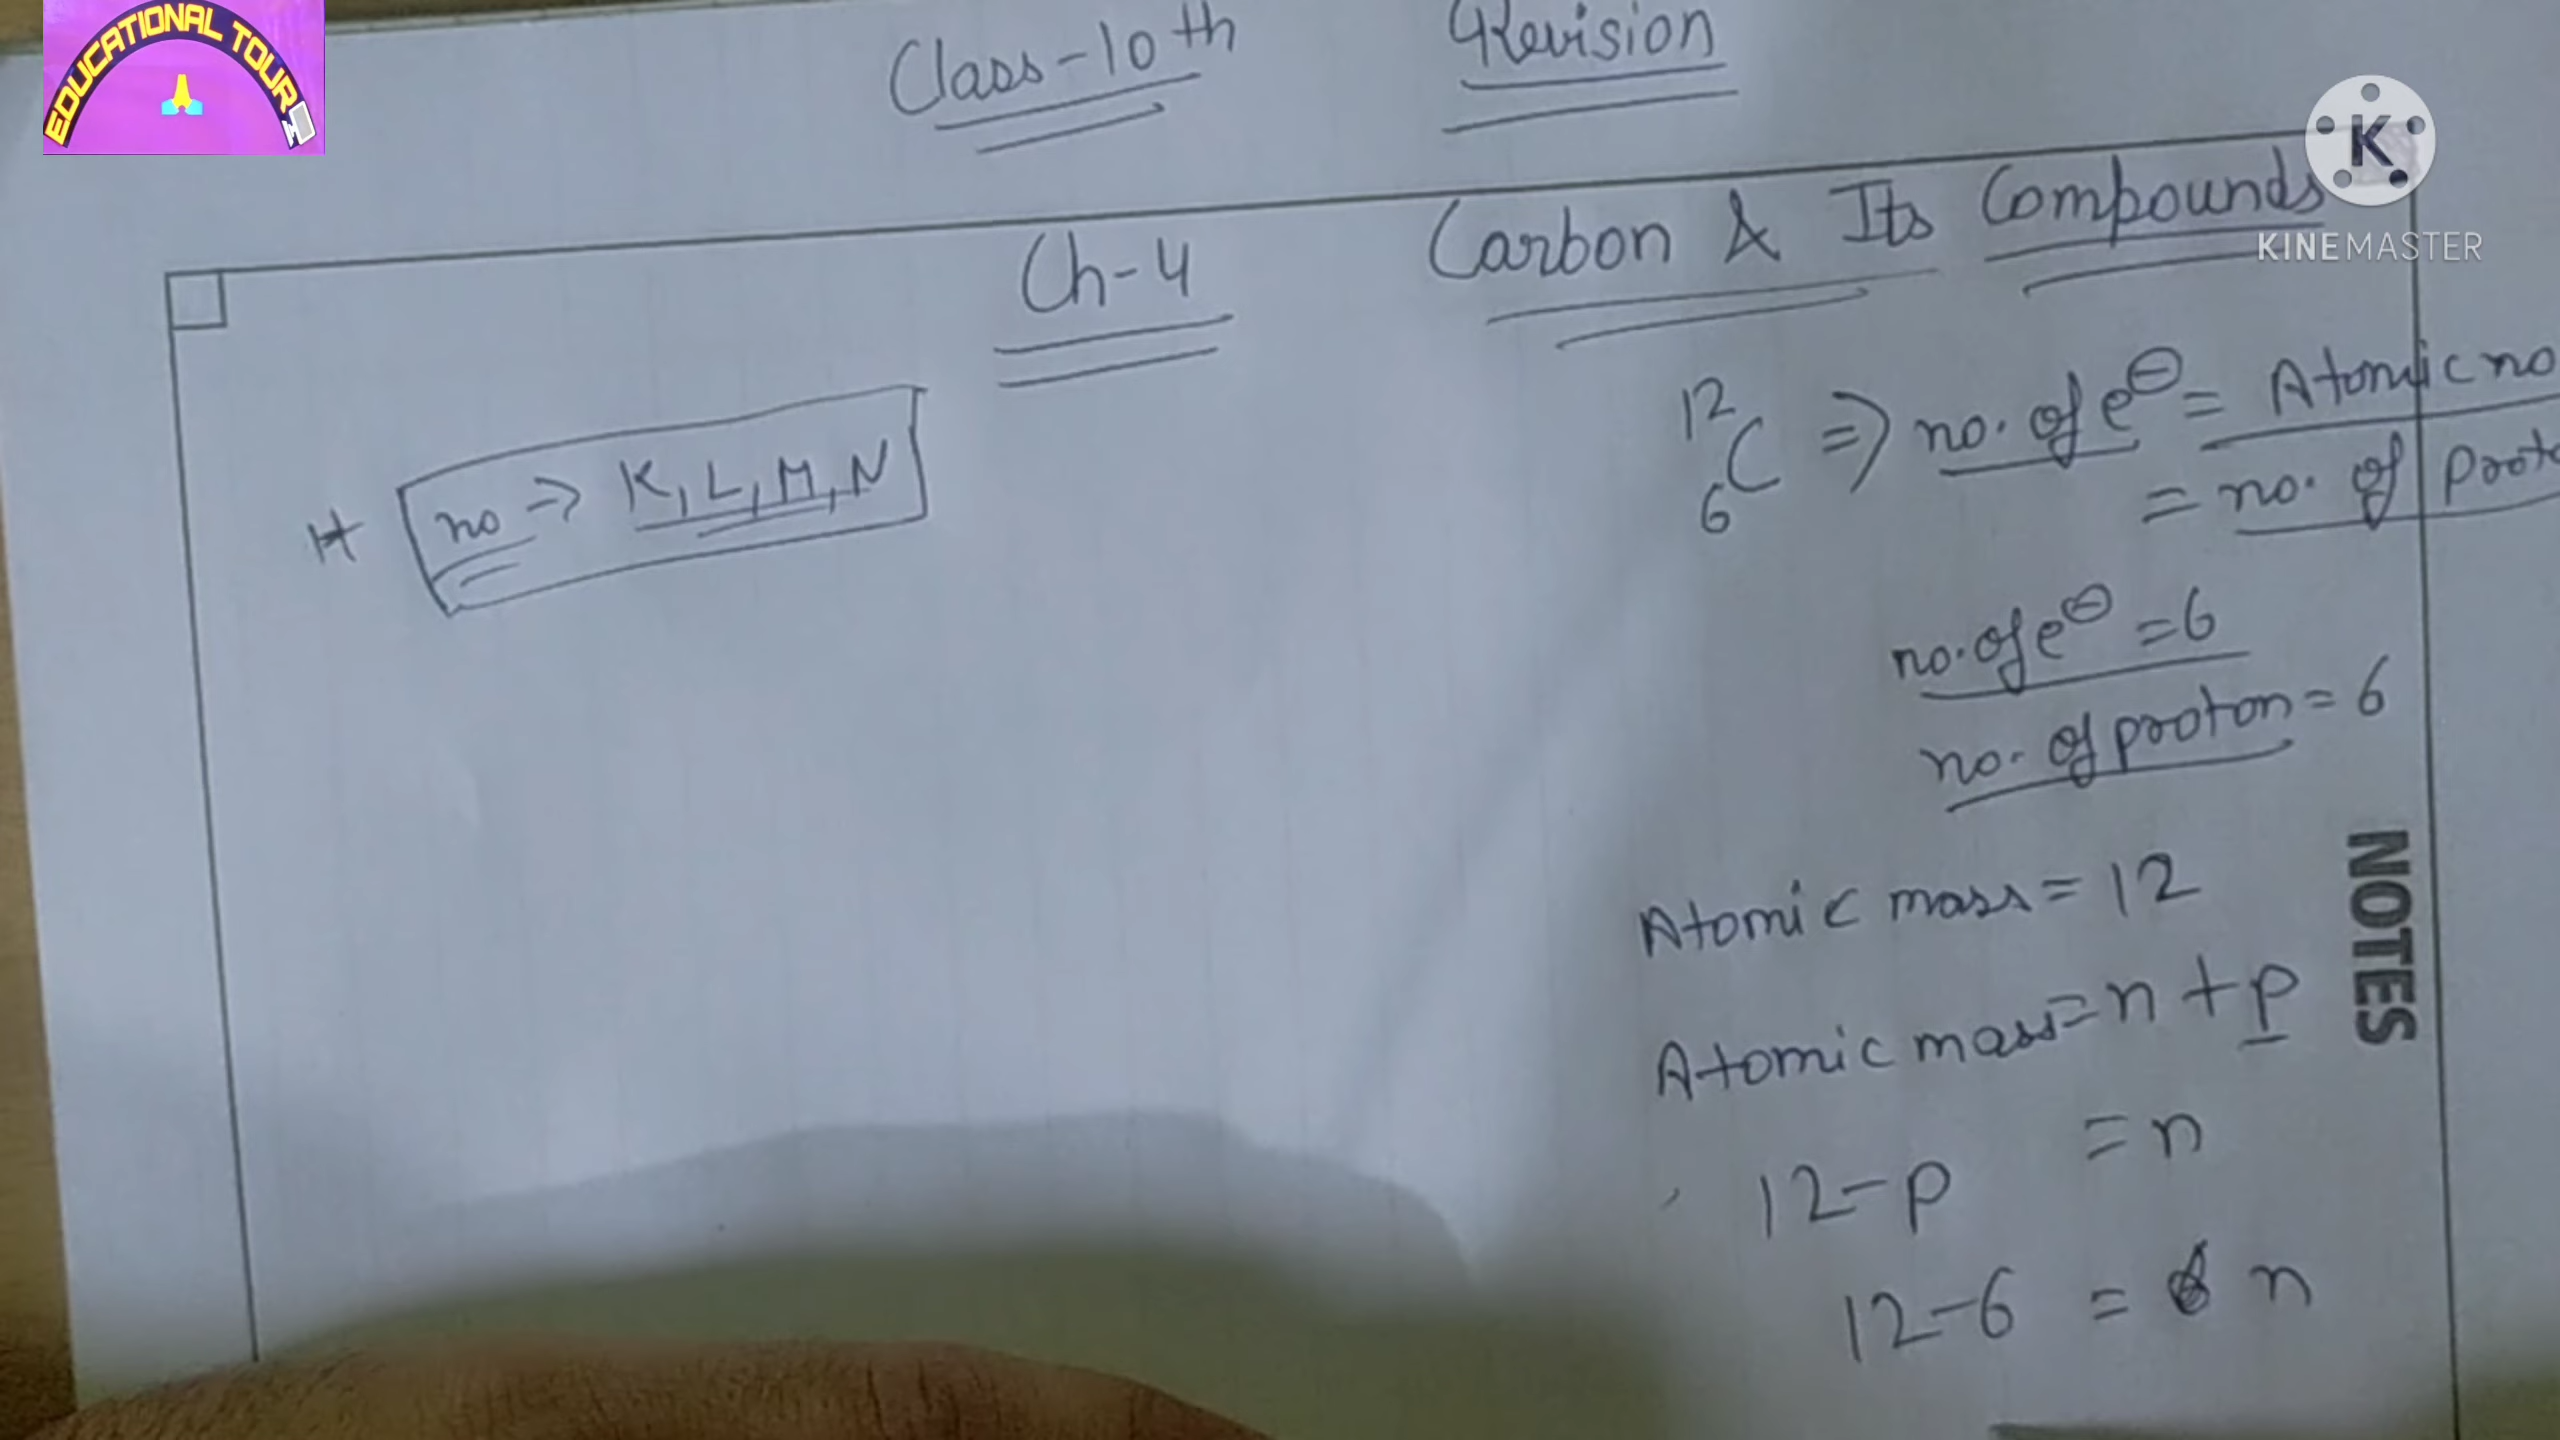 EDUCATIONAL TOUR
Class-10th Revision
K
KINEMASTER
Ch-4 Carbon & Its Compounds
no => K, L, M, N
12
6 C => no. of e⊖ = Atomic no
= no. of
no. of e⊖ = 6
no. of proton = 6
Atomic mass = 12
Atomic mass = n + p
12 - p = n
12 - 6 = n
NOTES